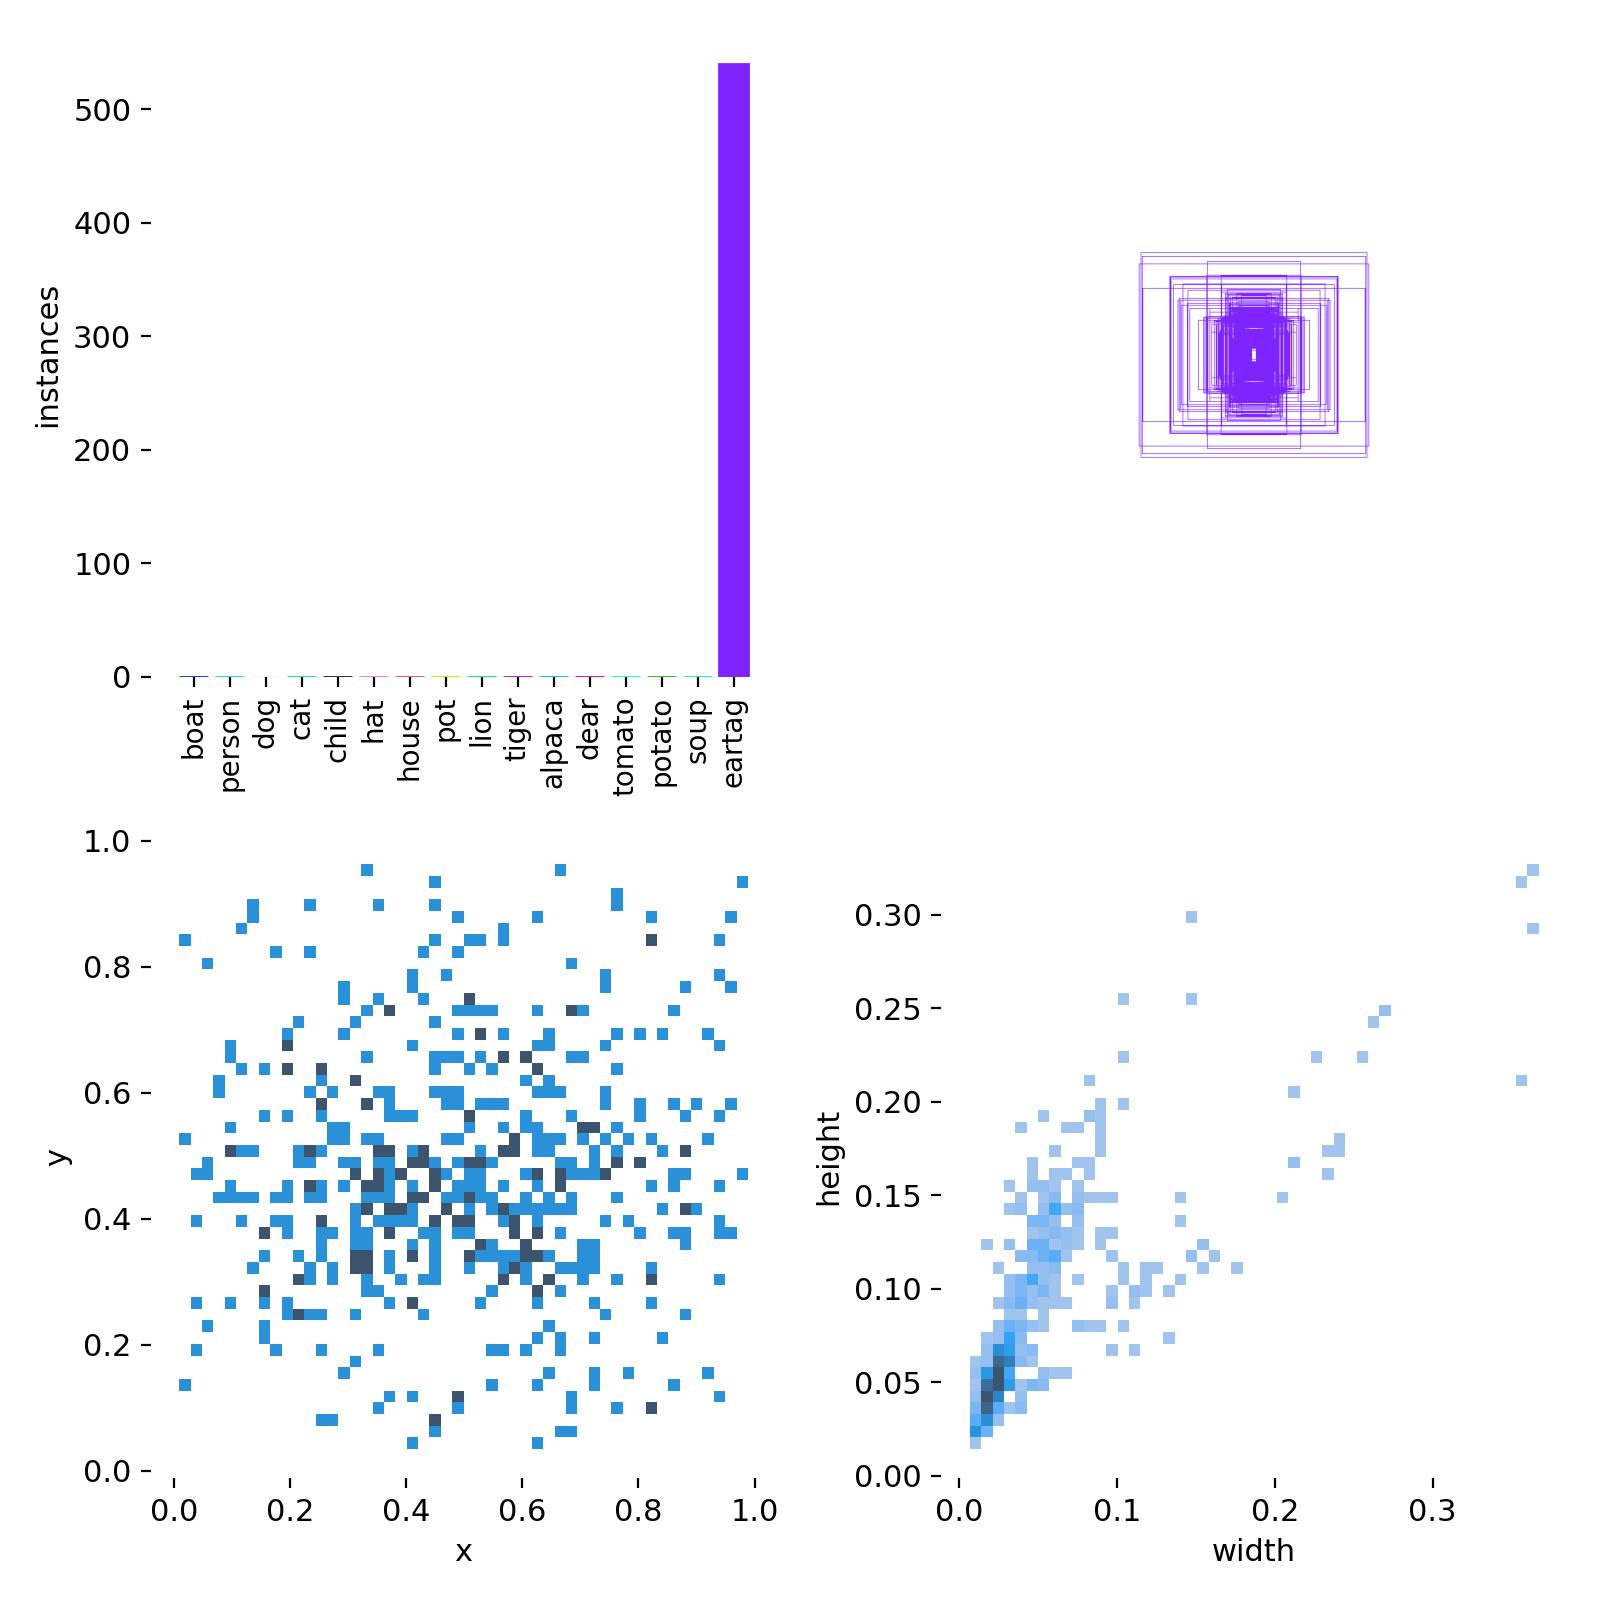 instances
500
400
300
200
100
0
boat
person
dog
cat
child
hat
house
pot
lion
tiger
alpaca
dear
tomato
potato
soup
eartag
y
1.0
0.8
0.6
0.4
0.2
0.0
0.0 0.2 0.4 0.6 0.8 1.0
x
height
0.30
0.25
0.20
0.15
0.10
0.05
0.00
0.0 0.1 0.2 0.3
width